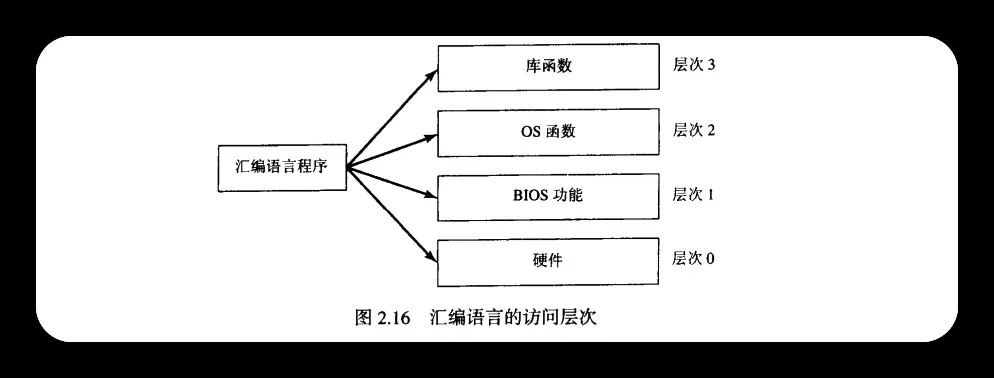 库函数 层次 3
OS 函数 层次 2
汇编语言程序
BIOS 功能 层次 1
硬件 层次 0
图 2.16 汇编语言的访问层次